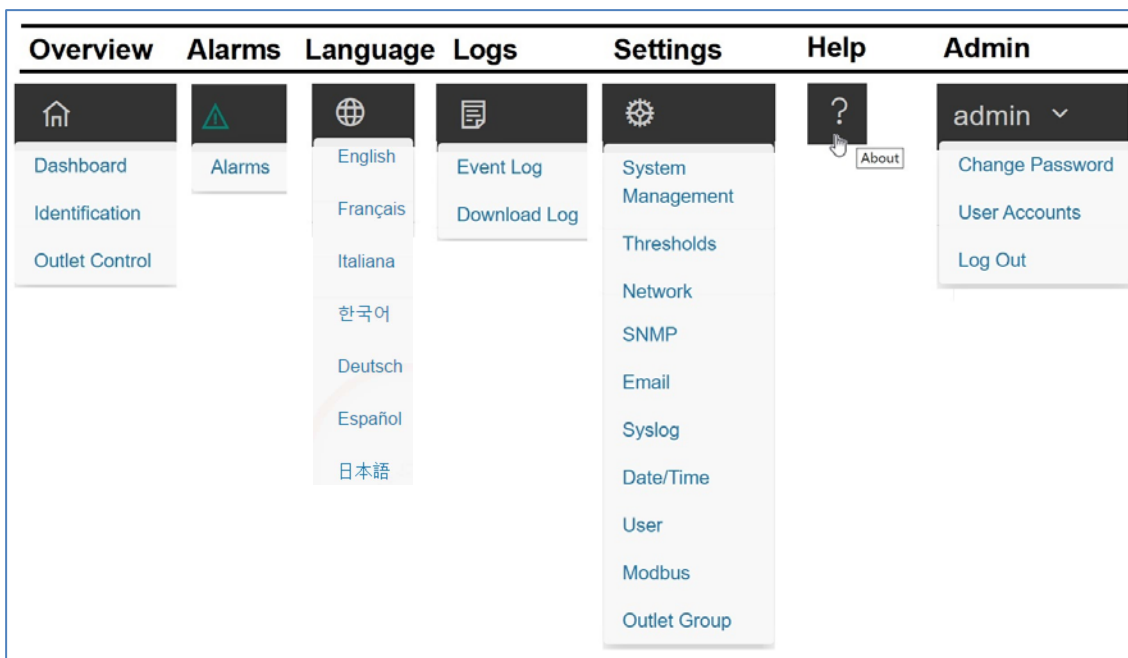 Overview Alarms Language Logs Settings Help Admin
admin
Dashboard
Identification
Outlet Control
Alarms
English
Français
Italiana
한국어
Deutsch
Español
日本語
Event Log
Download Log
System
Management
Thresholds
Network
SNMP
Email
Syslog
Date/Time
User
Modbus
Outlet Group
?
About
Change Password
User Accounts
Log Out